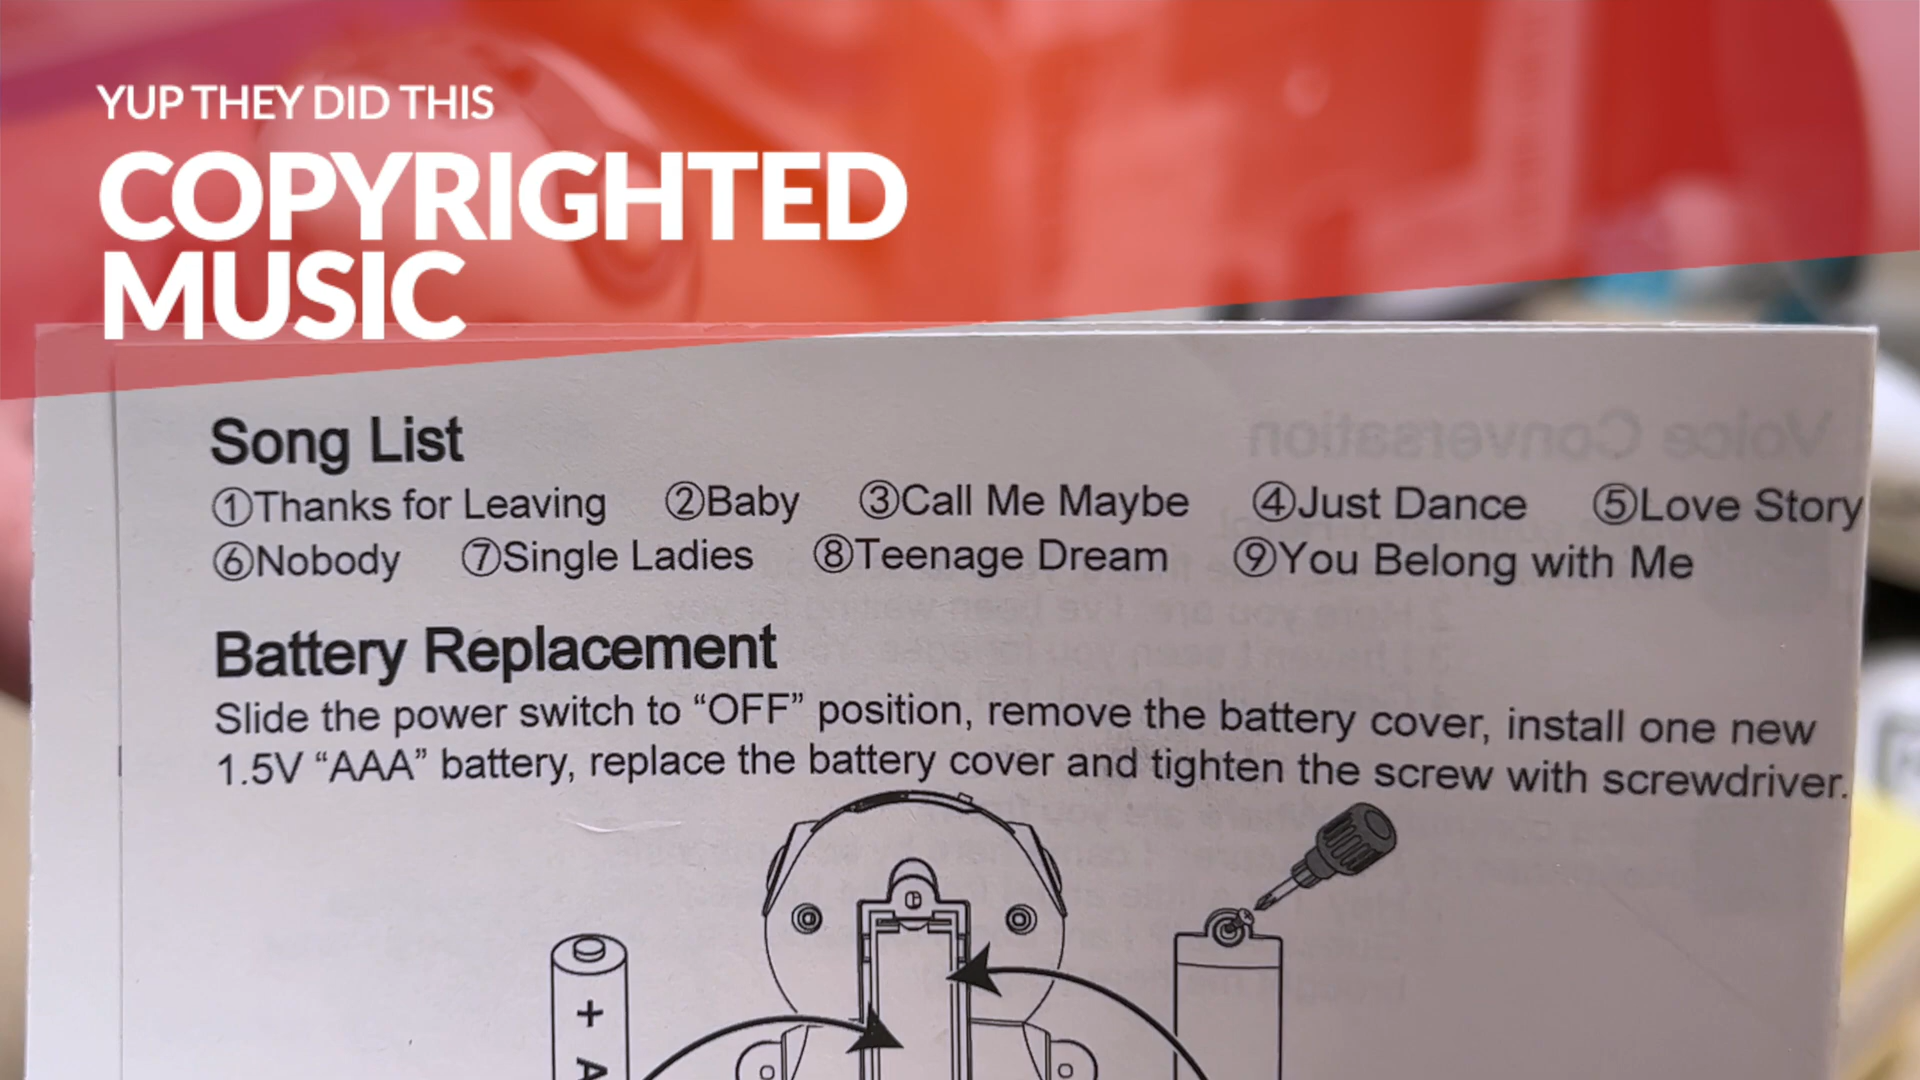 YUP THEY DID THIS
COPYRIGHTED
MUSIC
Voice Conversation
Song List
①Thanks for Leaving ②Baby ③Call Me Maybe ④Just Dance ⑤Love Story
⑥Nobody ⑦Single Ladies ⑧Teenage Dream ⑨You Belong with Me
Battery Replacement
Slide the power switch to “OFF” position, remove the battery cover, install one new
1.5V “AAA” battery, replace the battery cover and tighten the screw with screwdriver.
+
A